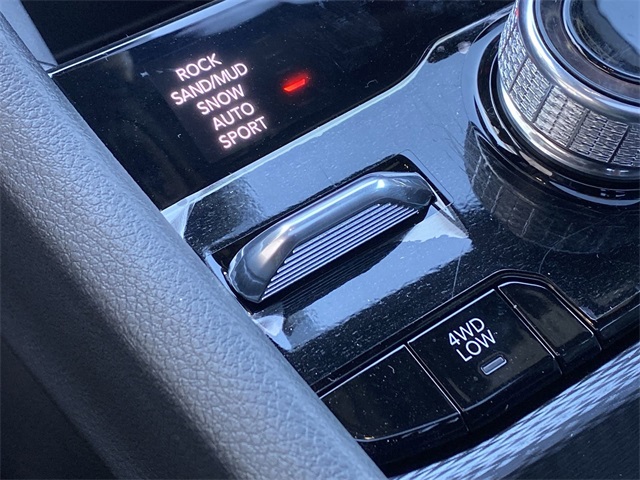 ROCK
SAND/MUD
SNOW
AUTO
SPORT
4WD
LOW